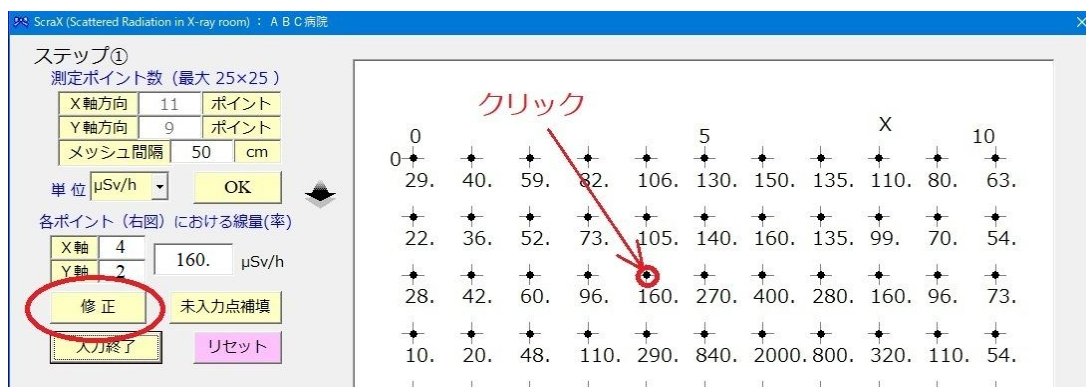 ScraX (Scattered Radiation in X-ray room) : ＡＢＣ病院
ステップ①
測定ポイント数（最大 25×25 ）
X軸方向 11 ポイント
Y軸方向 9 ポイント
メッシュ間隔 50 cm
単位 μSv/h OK
各ポイント（右図）における線量(率)
X軸 4
Y軸 2
160. μSv/h
修 正 未入力点補填
入力終了 リセット
クリック
X
0 5 10
0
29. 40. 59. 82. 106. 130. 150. 135. 110. 80. 63.
22. 36. 52. 73. 105. 140. 160. 135. 99. 70. 54.
28. 42. 60. 96. 160. 270. 400. 280. 160. 96. 73.
10. 20. 48. 110. 290. 840. 2000. 800. 320. 110. 54.